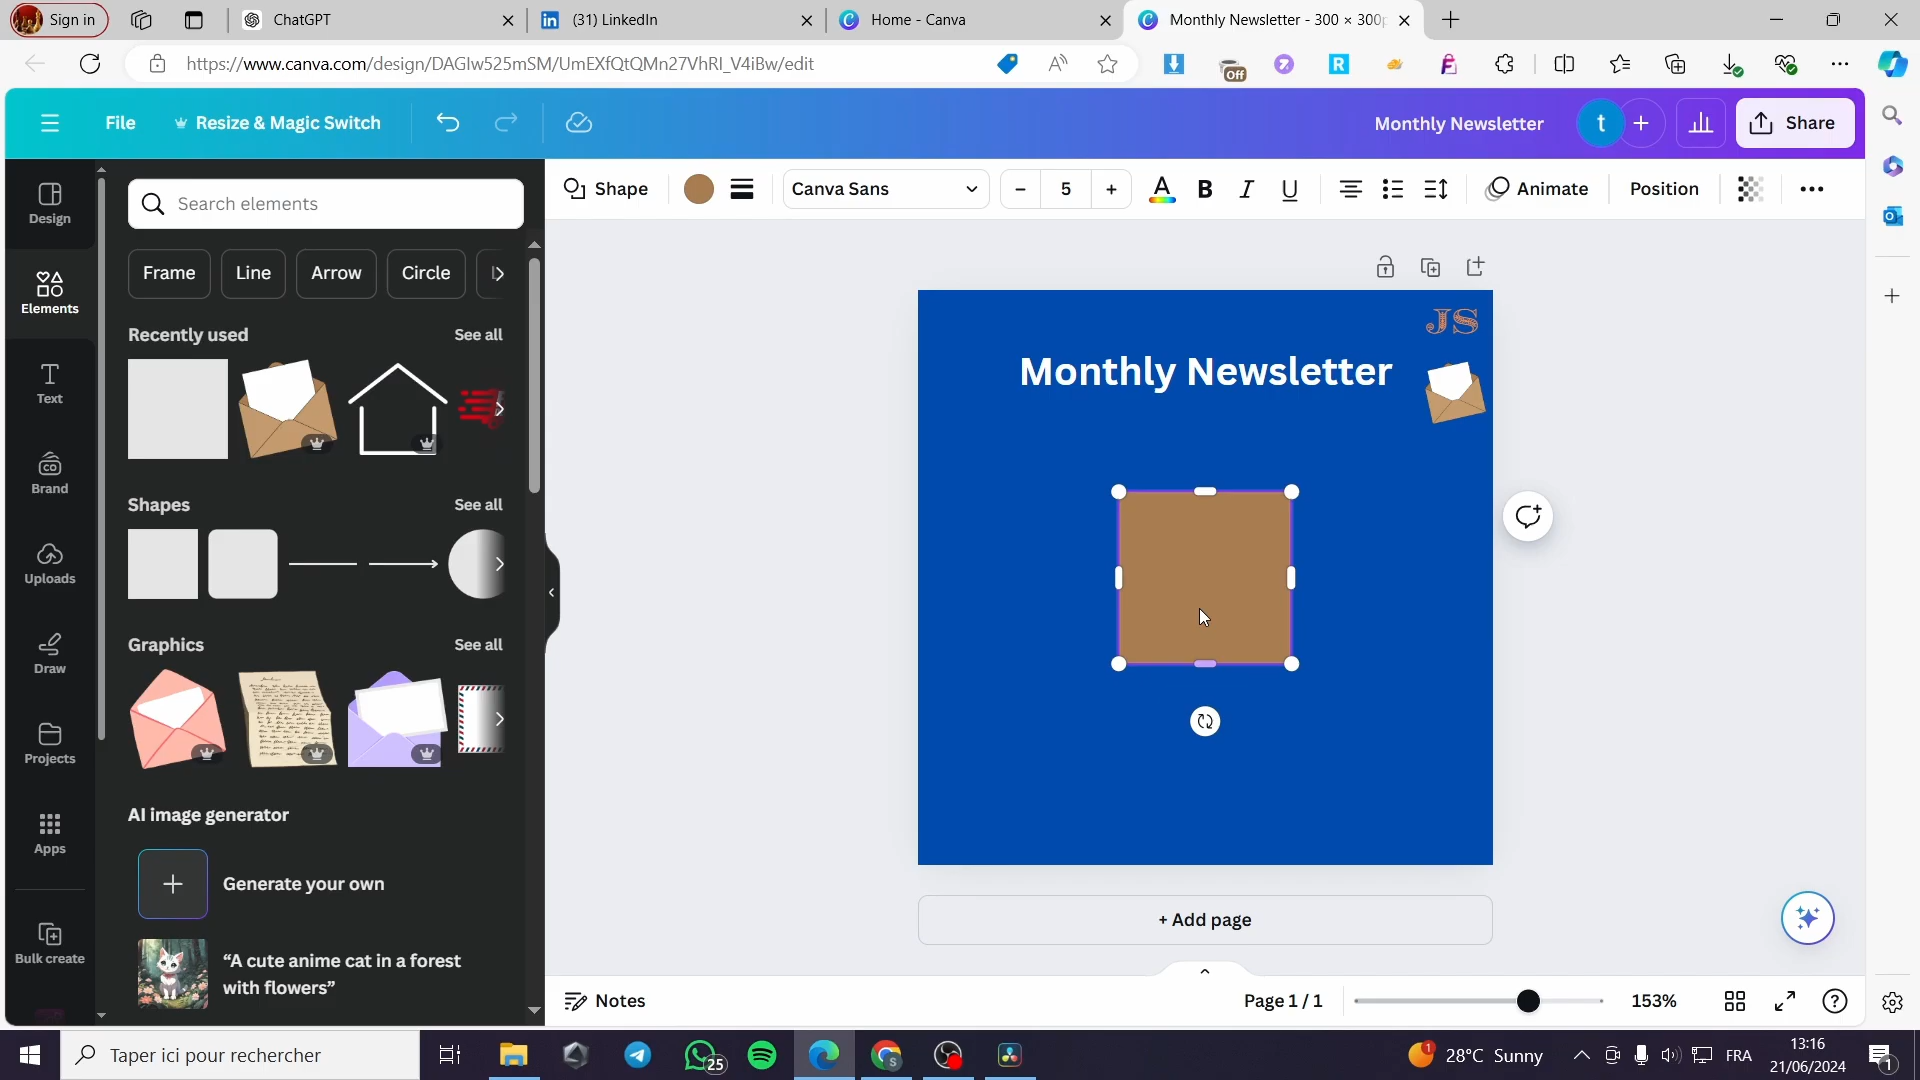 Sign in
ChatGPT
(31) LinkedIn
Home - Canva
Monthly Newsletter - 300 × 300p
https://www.canva.com/design/DAGIw525mSM/UmEXfQtQMn27VhRI_V4iBw/edit
Off
File
Resize & Magic Switch
Monthly Newsletter
t
Share
Design
Elements
Text
Brand
Uploads
Draw
Projects
Apps
Bulk create
Search elements
Frame
Line
Arrow
Circle
Recently used
See all
Shapes
See all
Graphics
See all
AI image generator
Generate your own
“A cute anime cat in a forest
with flowers”
Shape
Canva Sans
5
A
B
I
U
Animate
Position
JS
Monthly Newsletter
+ Add page
Notes
Page 1 / 1
153%
Taper ici pour rechercher
25
28°C Sunny
FRA
13:16
21/06/2024
1